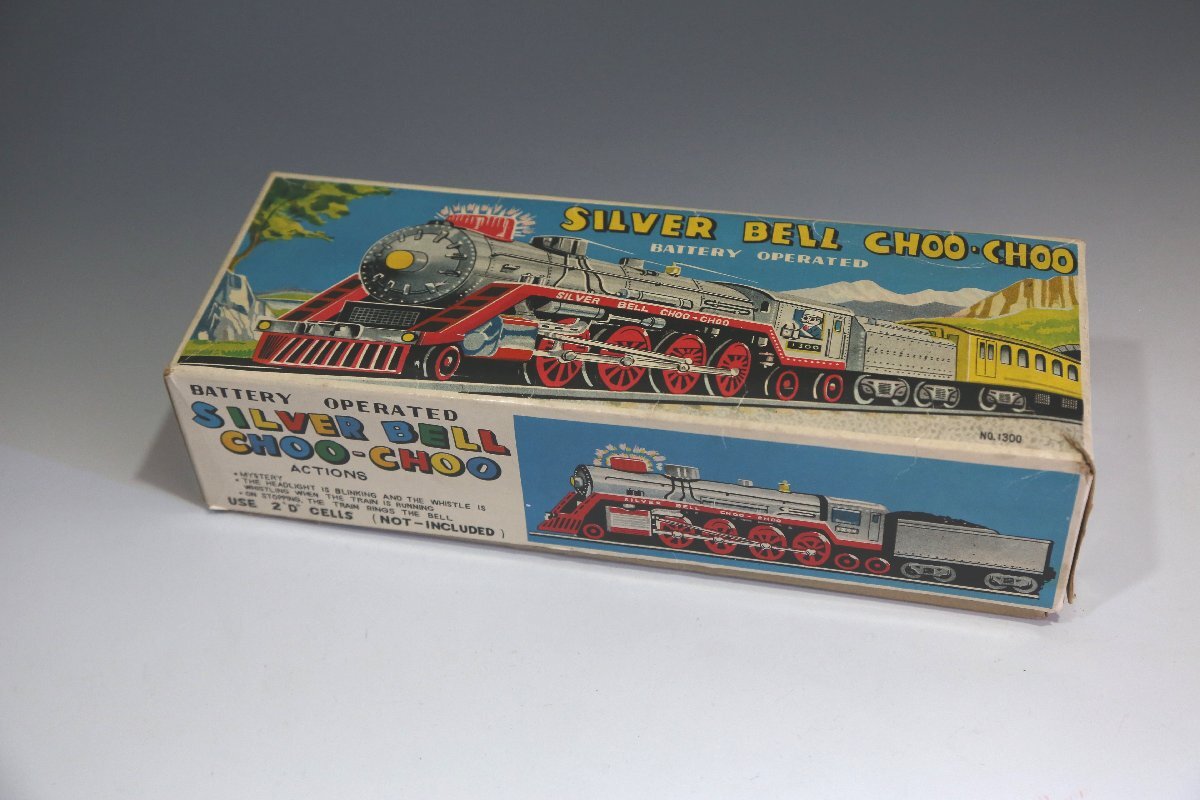 SILVER BELL CHOO-CHOO
BATTERY OPERATED
SILVER BELL CHOO-CHOO
1300
NO.1300
BATTERY OPERATED
SILVER BELL
CHOO-CHOO
ACTIONS
• MYSTERY
• THE HEADLIGHT IS BLINKING AND THE WHISTLE IS
WHISTLING WHEN THE TRAIN IS RUNNING
• ON STOPPING, THE TRAIN RINGS THE BELL
USE 2"D" CELLS (NOT-INCLUDED)
SILVER BELL CHOO-CHOO